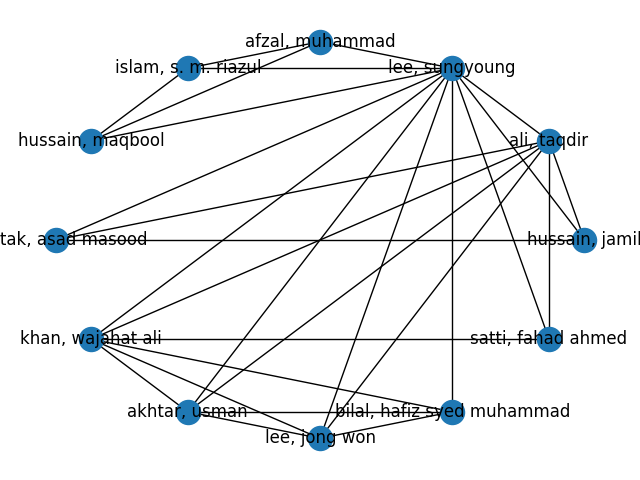 afzal, muhammad
islam, s. m. riazul
lee, sungyoung
hussain, maqbool
ali, taqdir
tak, asad masood
hussain, jamil
khan, wajahat ali
satti, fahad ahmed
akhtar, usman
bilal, hafiz syed muhammad
lee, jong won